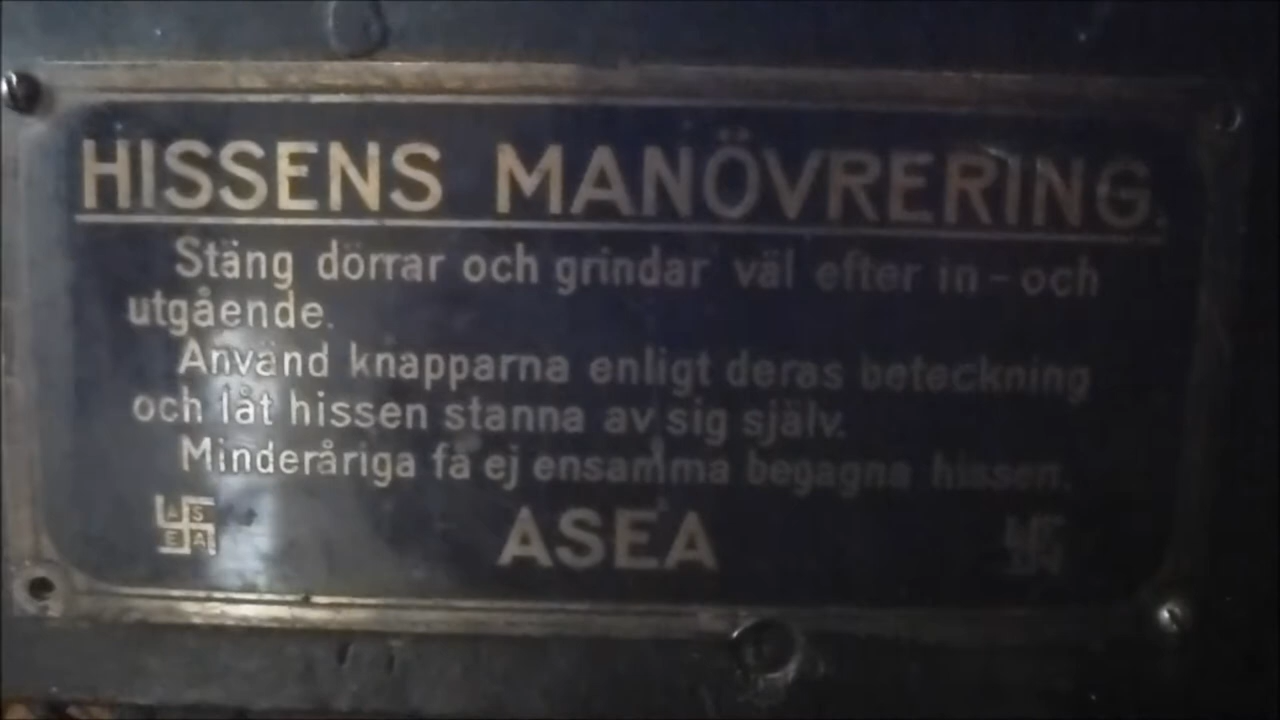 HISSENS MANÖVRERING.
Stäng dörrar och grindar väl efter in-och
utgående.
Använd knapparna enligt deras beteckning
och låt hissen stanna av sig själv.
Minderåriga få ej ensamma begagna hissen.
A S
E A
ASEA